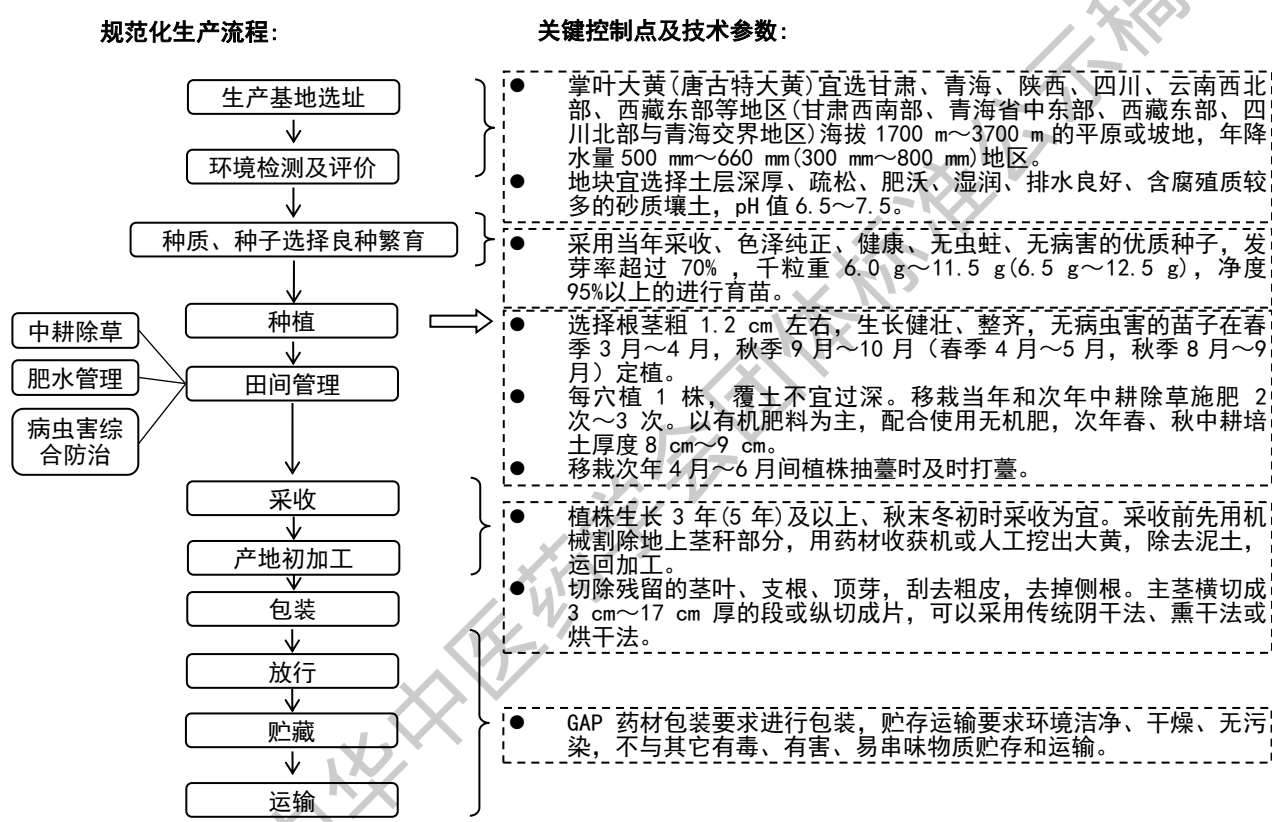 规范化生产流程:
关键控制点及技术参数:
生产基地选址
环境检测及评价
种质、种子选择良种繁育
种植
中耕除草
肥水管理
田间管理
病虫害综
合防治
采收
产地初加工
包装
放行
贮藏
运输
● 掌叶大黄(唐古特大黄)宜选甘肃、青海、陕西、四川、云南西北
部、西藏东部等地区(甘肃西南部、青海省中东部、西藏东部、四
川北部与青海交界地区)海拔 1700 m～3700 m 的平原或坡地，年降
水量 500 mm～660 mm(300 mm～800 mm)地区。
● 地块宜选择土层深厚、疏松、肥沃、湿润、排水良好、含腐殖质较
多的砂质壤土，pH 值 6.5～7.5。
● 采用当年采收、色泽纯正、健康、无虫蛀、无病害的优质种子，发
芽率超过 70% ，千粒重 6.0 g～11.5 g(6.5 g～12.5 g)，净度
95%以上的进行育苗。
● 选择根茎粗 1.2 cm 左右，生长健壮、整齐，无病虫害的苗子在春
季 3 月～4 月，秋季 9 月～10 月（春季 4 月～5 月，秋季 8 月～9
月）定植。
● 每穴植 1 株，覆土不宜过深。移栽当年和次年中耕除草施肥 2
次～3 次。以有机肥料为主，配合使用无机肥，次年春、秋中耕培
土厚度 8 cm～9 cm。
● 移栽次年 4 月～6 月间植株抽薹时及时打薹。
● 植株生长 3 年(5 年)及以上、秋末冬初时采收为宜。采收前先用机
械割除地上茎秆部分，用药材收获机或人工挖出大黄，除去泥土，
运回加工。
● 切除残留的茎叶、支根、顶芽，刮去粗皮，去掉侧根。主茎横切成
3 cm～17 cm 厚的段或纵切成片，可以采用传统阴干法、熏干法或
烘干法。
● GAP 药材包装要求进行包装，贮存运输要求环境洁净、干燥、无污
染，不与其它有毒、有害、易串味物质贮存和运输。
中华中医药学会团体标准公示稿